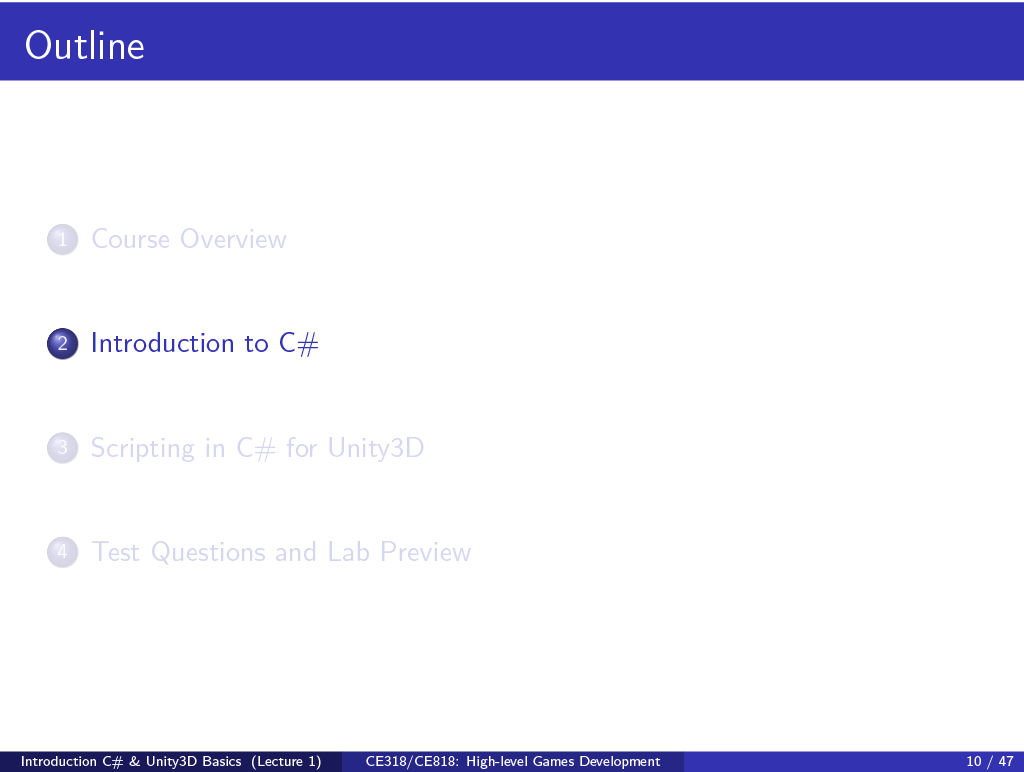 Outline
1 Course Overview
2 Introduction to C#
3 Scripting in C# for Unity3D
4 Test Questions and Lab Preview
Introduction C# & Unity3D Basics (Lecture 1) CE318/CE818: High-level Games Development 10 / 47